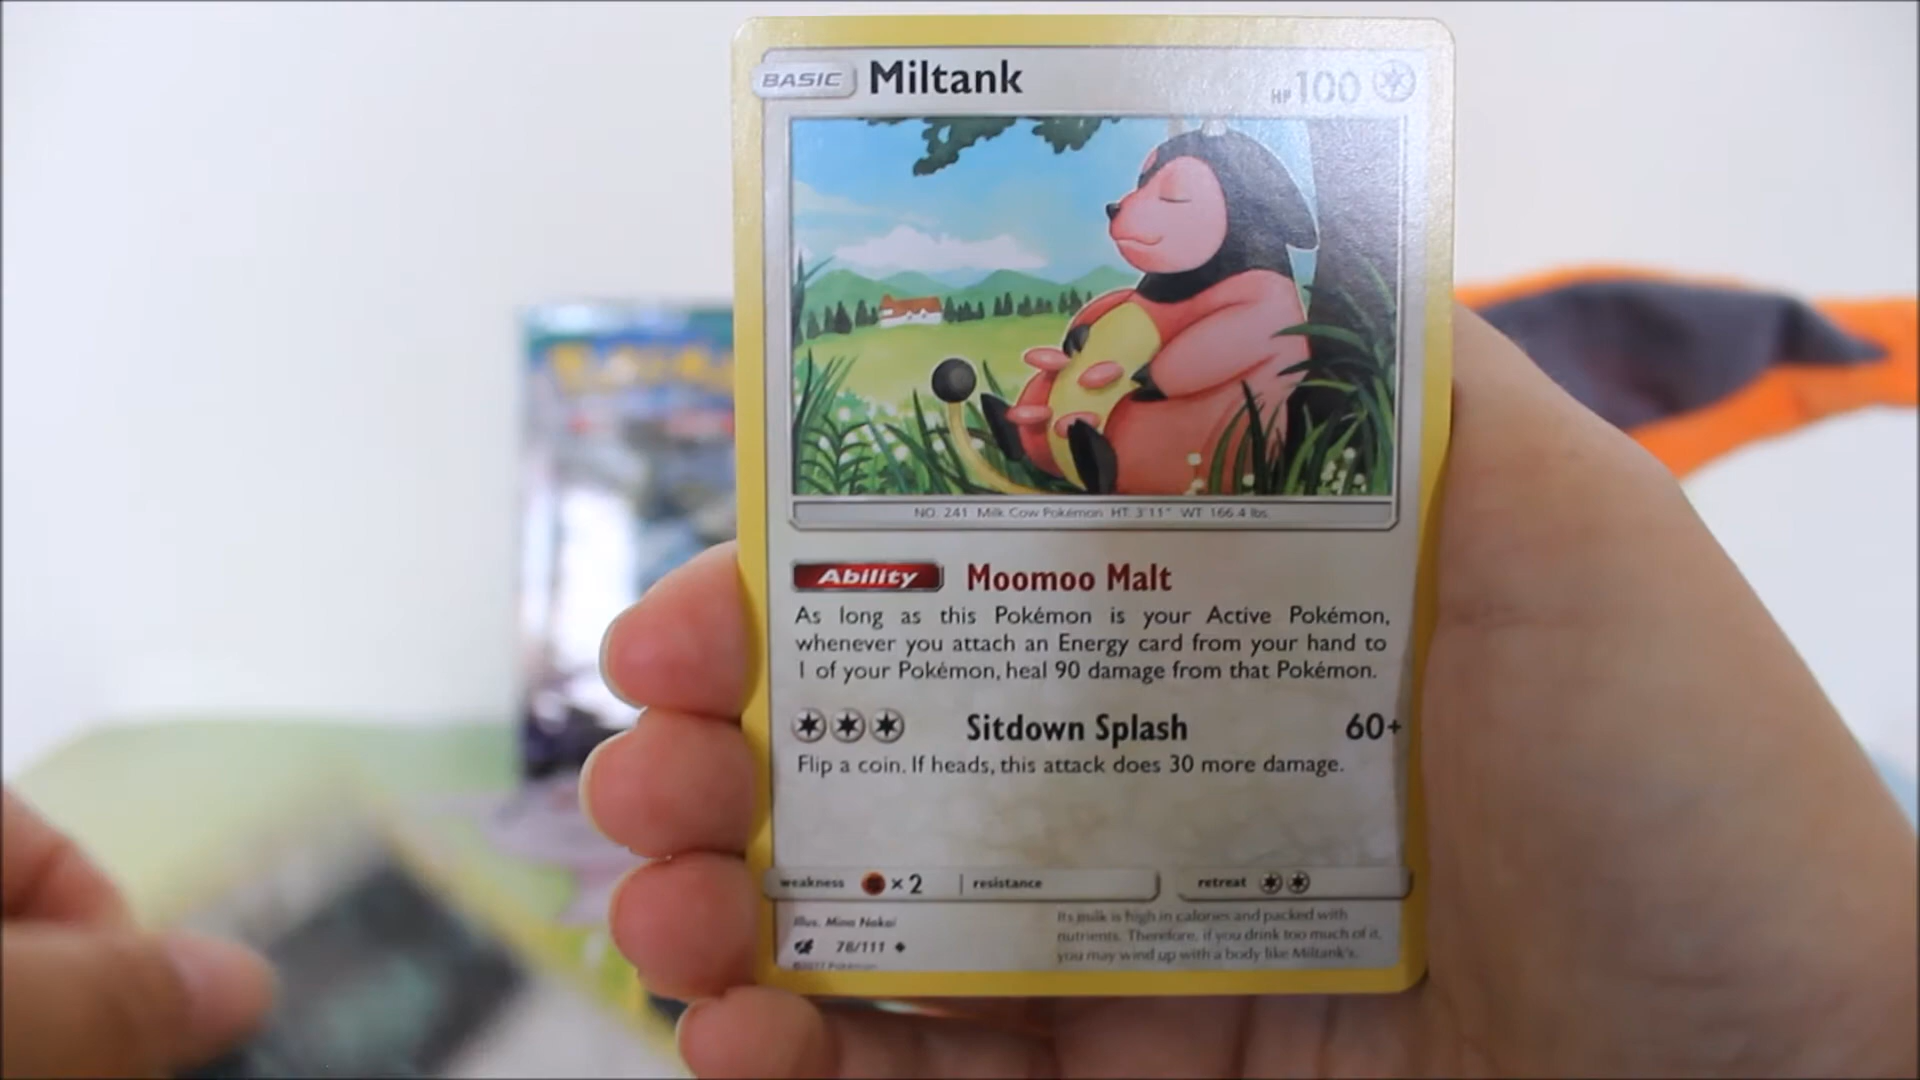 BASIC Miltank HP 100
NO. 241 Milk Cow Pokémon HT: 3'11" WT: 166.4 lbs.
Ability Moomoo Malt
As long as this Pokémon is your Active Pokémon,
whenever you attach an Energy card from your hand to
1 of your Pokémon, heal 90 damage from that Pokémon.
Sitdown Splash 60+
Flip a coin. If heads, this attack does 30 more damage.
weakness ×2 resistance retreat
Illus. Mina Nakai
78/111
©2017 Pokémon
Its milk is high in calories and packed with
nutrients. Therefore, if you drink too much of it,
you may wind up with a body like Miltank's.